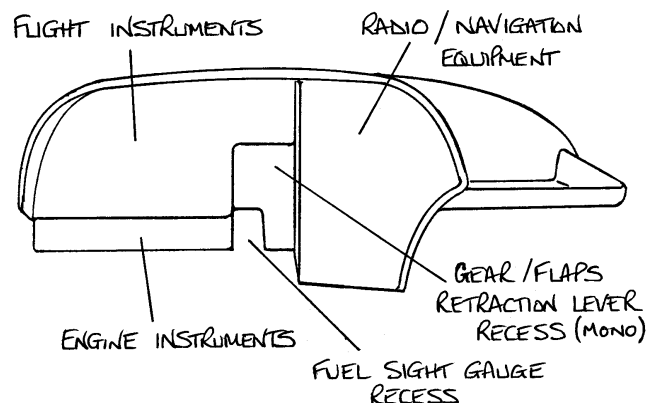 FLIGHT INSTRUMENTS
RADIO / NAVIGATION
EQUIPMENT
GEAR / FLAPS
RETRACTION LEVER
RECESS (MONO)
ENGINE INSTRUMENTS
FUEL SIGHT GAUGE
RECESS